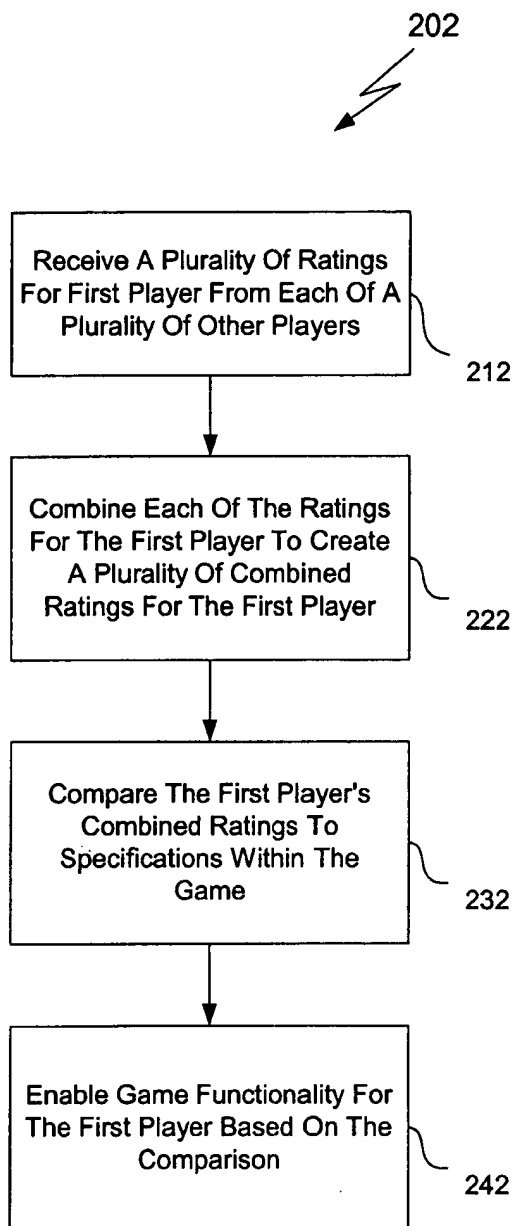 202
Receive A Plurality Of Ratings
For First Player From Each Of A
Plurality Of Other Players
212
Combine Each Of The Ratings
For The First Player To Create
A Plurality Of Combined
Ratings For The First Player
222
Compare The First Player's
Combined Ratings To
Specifications Within The
Game
232
Enable Game Functionality For
The First Player Based On The
Comparison
242